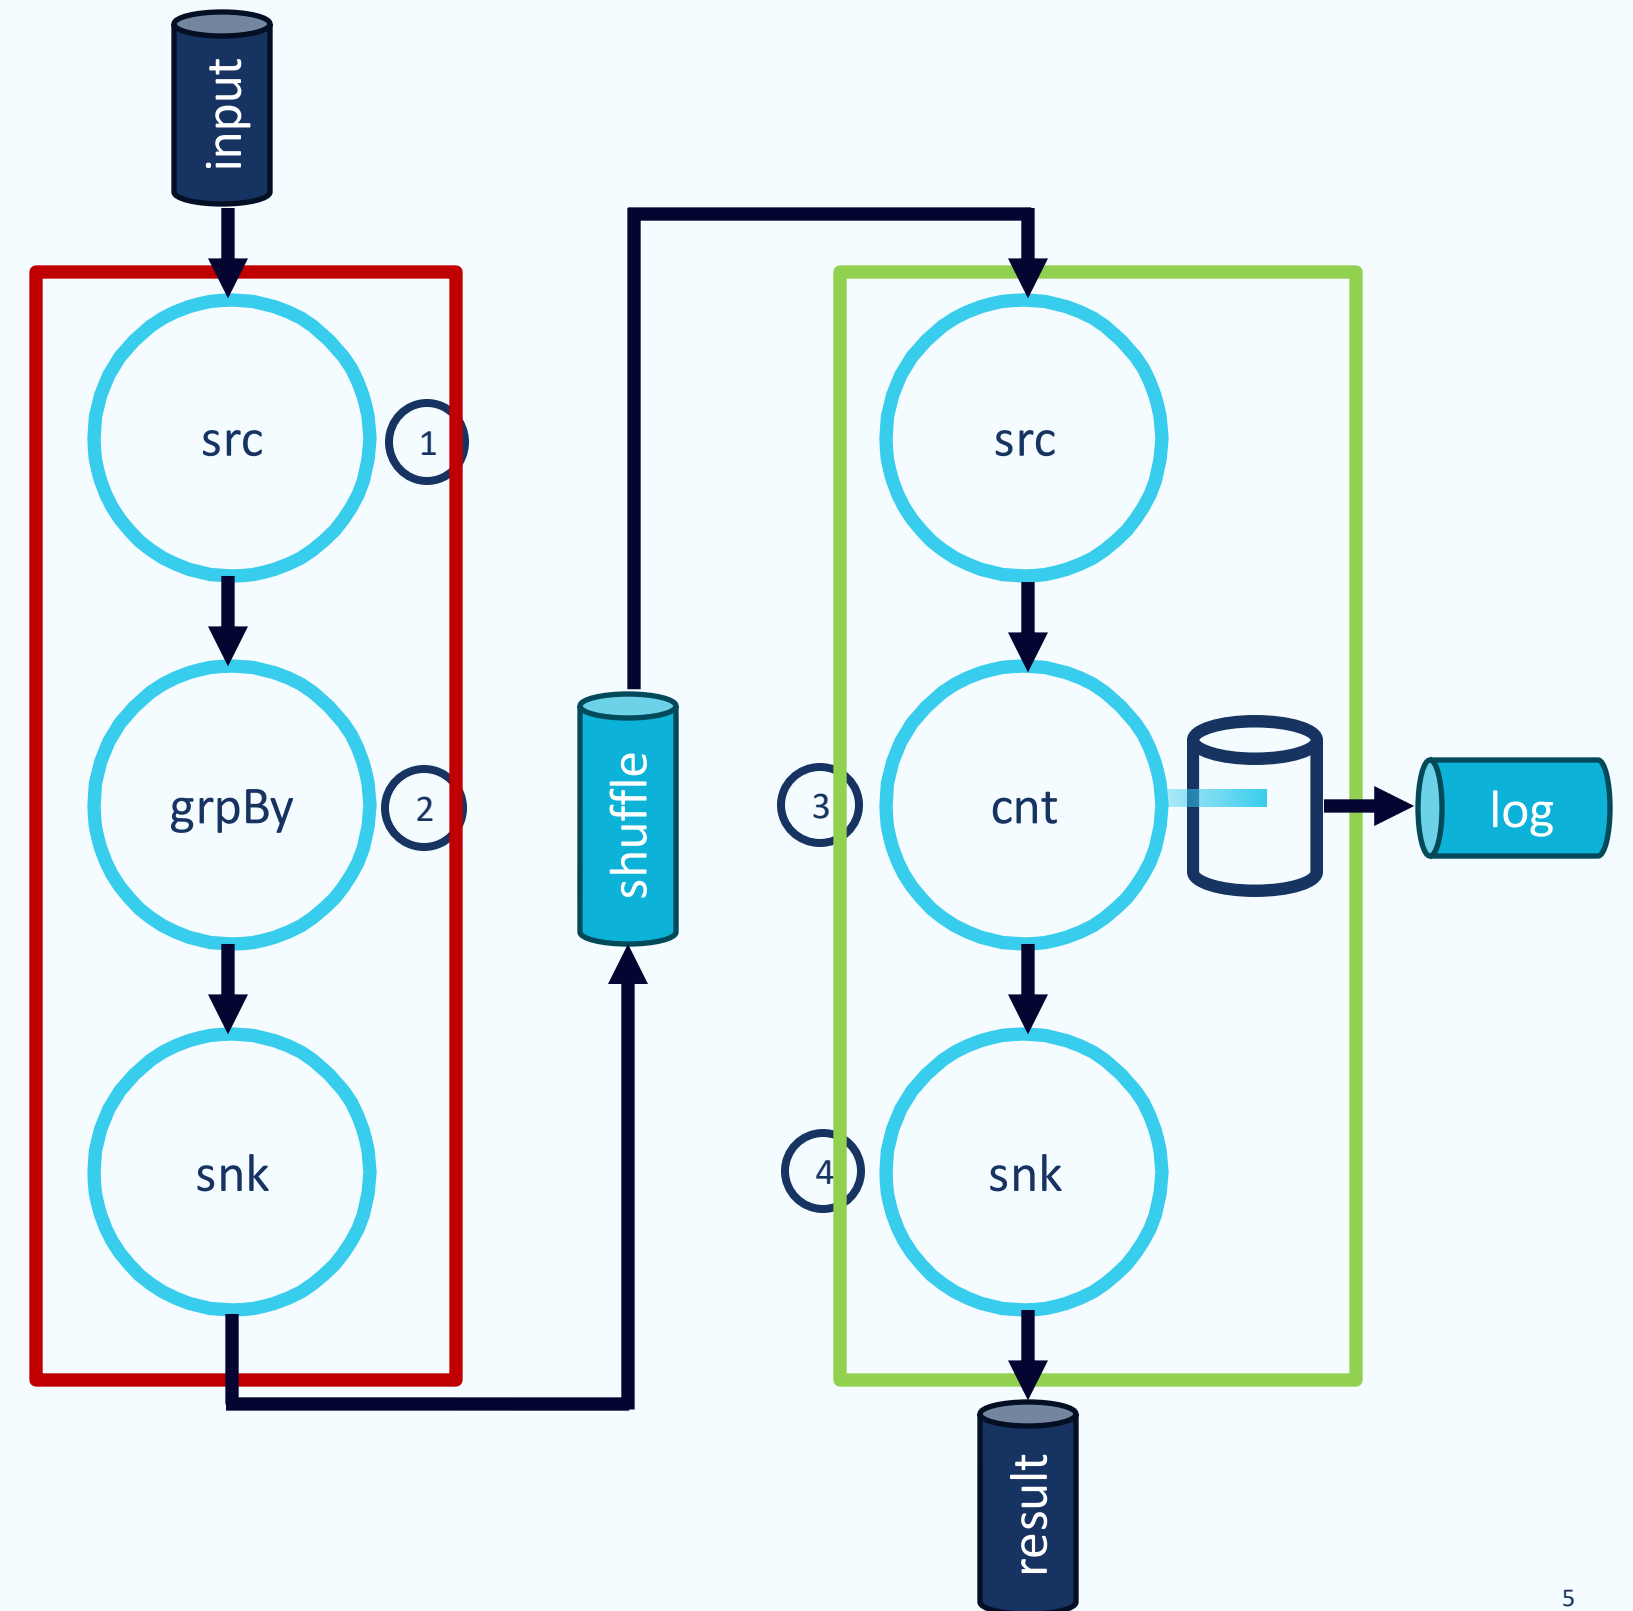 input
src
1
grpBy
2
snk
shuffle
src
3
cnt
log
4
snk
result
5